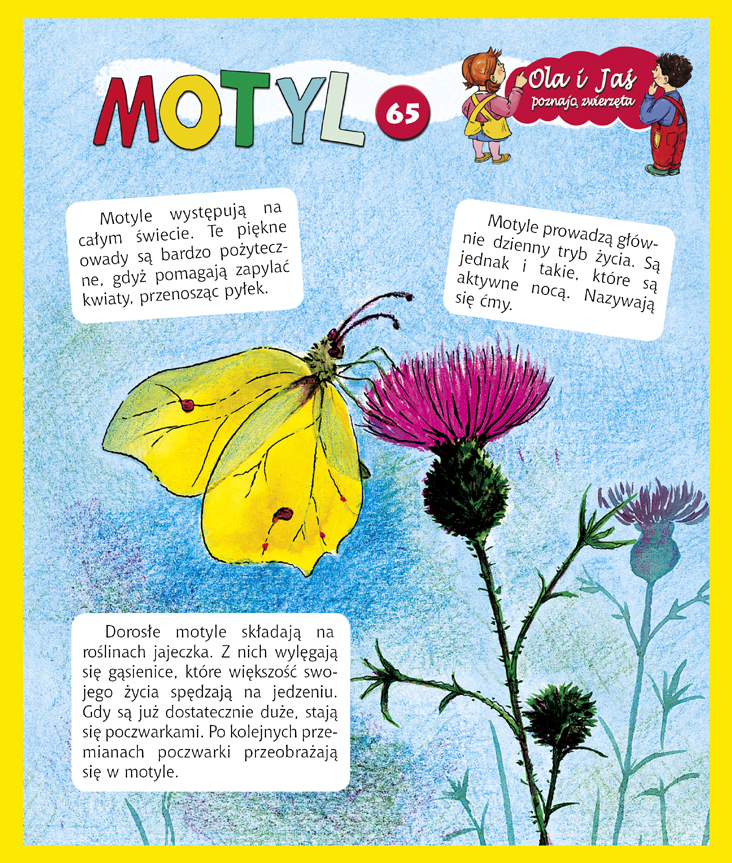 MOTYL
65
Ola i Jaś
poznają zwierzęta
Motyle występują na
całym świecie. Te piękne
owady są bardzo pożytecz-
ne, gdyż pomagają zapylać
kwiaty, przenosząc pyłek.
Motyle prowadzą głów-
nie dzienny tryb życia. Są
jednak i takie, które są
aktywne nocą. Nazywają
się ćmy.
Dorosłe motyle składają na
roślinach jajeczka. Z nich wylęgają
się gąsienice, które większość swo-
jego życia spędzają na jedzeniu.
Gdy są już dostatecznie duże, stają
się poczwarkami. Po kolejnych prze-
mianach poczwarki przeobrażają
się w motyle.